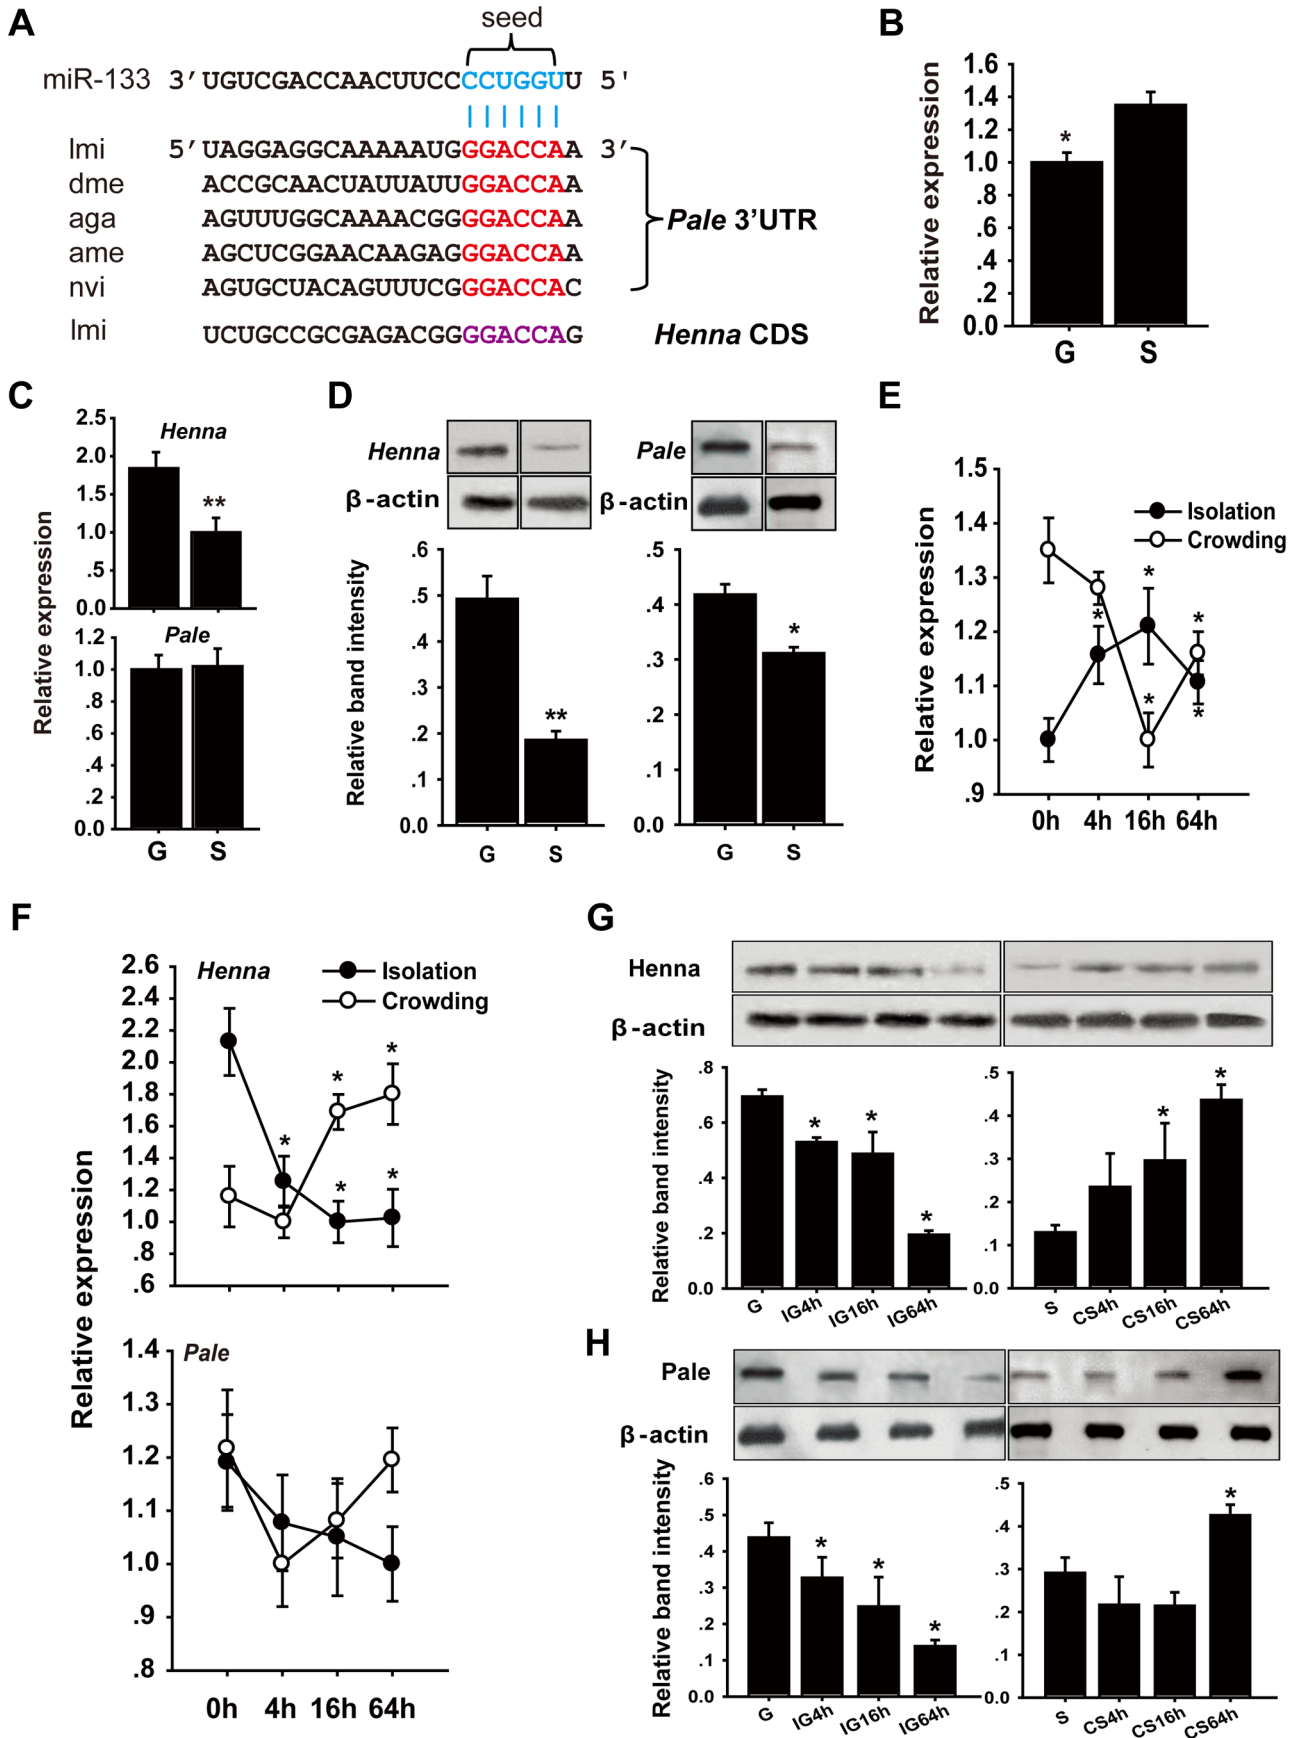 A
seed
miR-133 3′UGUCGACCAACUUCCCCUGGUU 5'
lmi 5′UAGGAGGCAAAAAUGGGACCAA 3′
dme ACCGCAACUAUUAUUGGACCAA
aga AGUUUGGCAAAACGGGGACCAA
ame AGCUCGGAACAAGAGGGACCAA
nvi AGUGCUACAGUUUCGGGACCAC
Pale 3’UTR
lmi UCUGCCGCGAGACGGGGACCAG
Henna CDS
B
Relative expression
1.6
1.4
1.2
1.0
.8
.6
.4
.2
0.0
*
G S
C
Relative expression
Henna
2.5
2.0
1.5
1.0
.5
0.0
**
Pale
1.2
1.0
.8
.6
.4
.2
0.0
G S
D
Henna
β-actin
Pale
β-actin
Relative band intensity
.6
.5
.4
.3
.2
.1
0.0
**
G S
.5
.4
.3
.2
.1
0.0
*
G S
E
Relative expression
1.5
1.4
1.3
1.2
1.1
1.0
.9
Isolation
Crowding
*
*
*
*
*
0h 4h 16h 64h
F
Relative expression
Henna
Isolation
Crowding
2.6
2.4
2.2
2.0
1.8
1.6
1.4
1.2
1.0
.8
.6
*
*
*
*
*
Pale
1.4
1.3
1.2
1.1
1.0
.9
.8
0h 4h 16h 64h
G
Henna
β-actin
Relative band intensity
.8
.6
.4
.2
0.0
*
*
*
G IG4h IG16h IG64h
.5
.4
.3
.2
.1
0.0
*
*
S CS4h CS16h CS64h
H
Pale
β-actin
Relative band intensity
.6
.5
.4
.3
.2
.1
0.0
*
*
*
G IG4h IG16h IG64h
.5
.4
.3
.2
.1
0.0
*
S CS4h CS16h CS64h